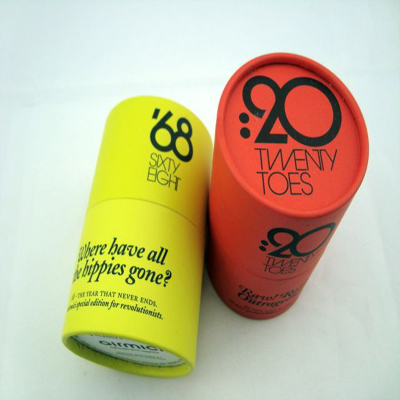 '68
SIXTY
EIGHT
Where have all
the hippies gone?
THE YEAR THAT NEVER ENDS.
special edition for revolutionists.
airmic.
:20
TWENTY
TOES
:20
TWENTY
TOES